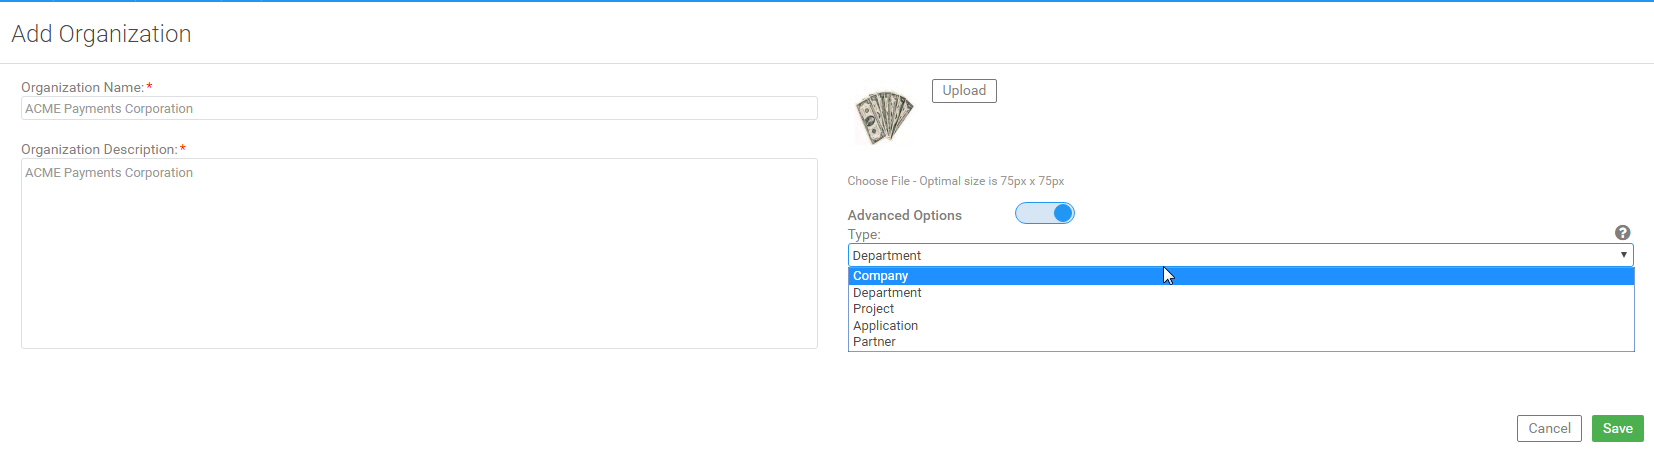 Add Organization
Organization Name:*
ACME Payments Corporation
Organization Description:*
ACME Payments Corporation
Upload
Choose File - Optimal size is 75px x 75px
Advanced Options
Type:
?
Department
Company
Department
Project
Application
Partner
Cancel
Save